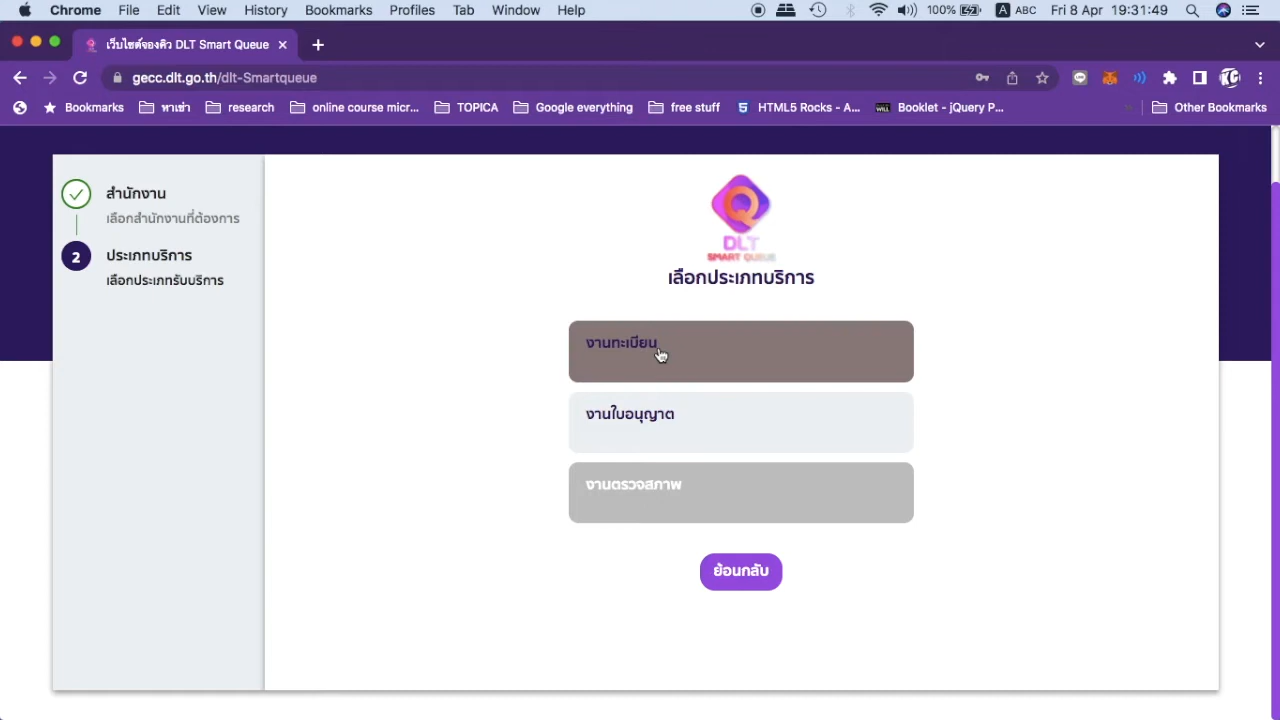 Chrome File Edit View History Bookmarks Profiles Tab Window Help 100% A ABC Fri 8 Apr 19:31:49
เว็บไซต์จองคิว DLT Smart Queue
gecc.dlt.go.th/dlt-Smartqueue
Bookmarks หาเช่า research online course micr... TOPICA Google everything free stuff HTML5 Rocks - A... WILL Booklet - jQuery P... Other Bookmarks
สำนักงาน
เลือกสำนักงานที่ต้องการ
2 ประเภทบริการ
เลือกประเภทรับบริการ
DLT
SMART QUEUE
เลือกประเภทบริการ
งานทะเบียน
งานใบอนุญาต
งานตรวจสภาพ
ย้อนกลับ